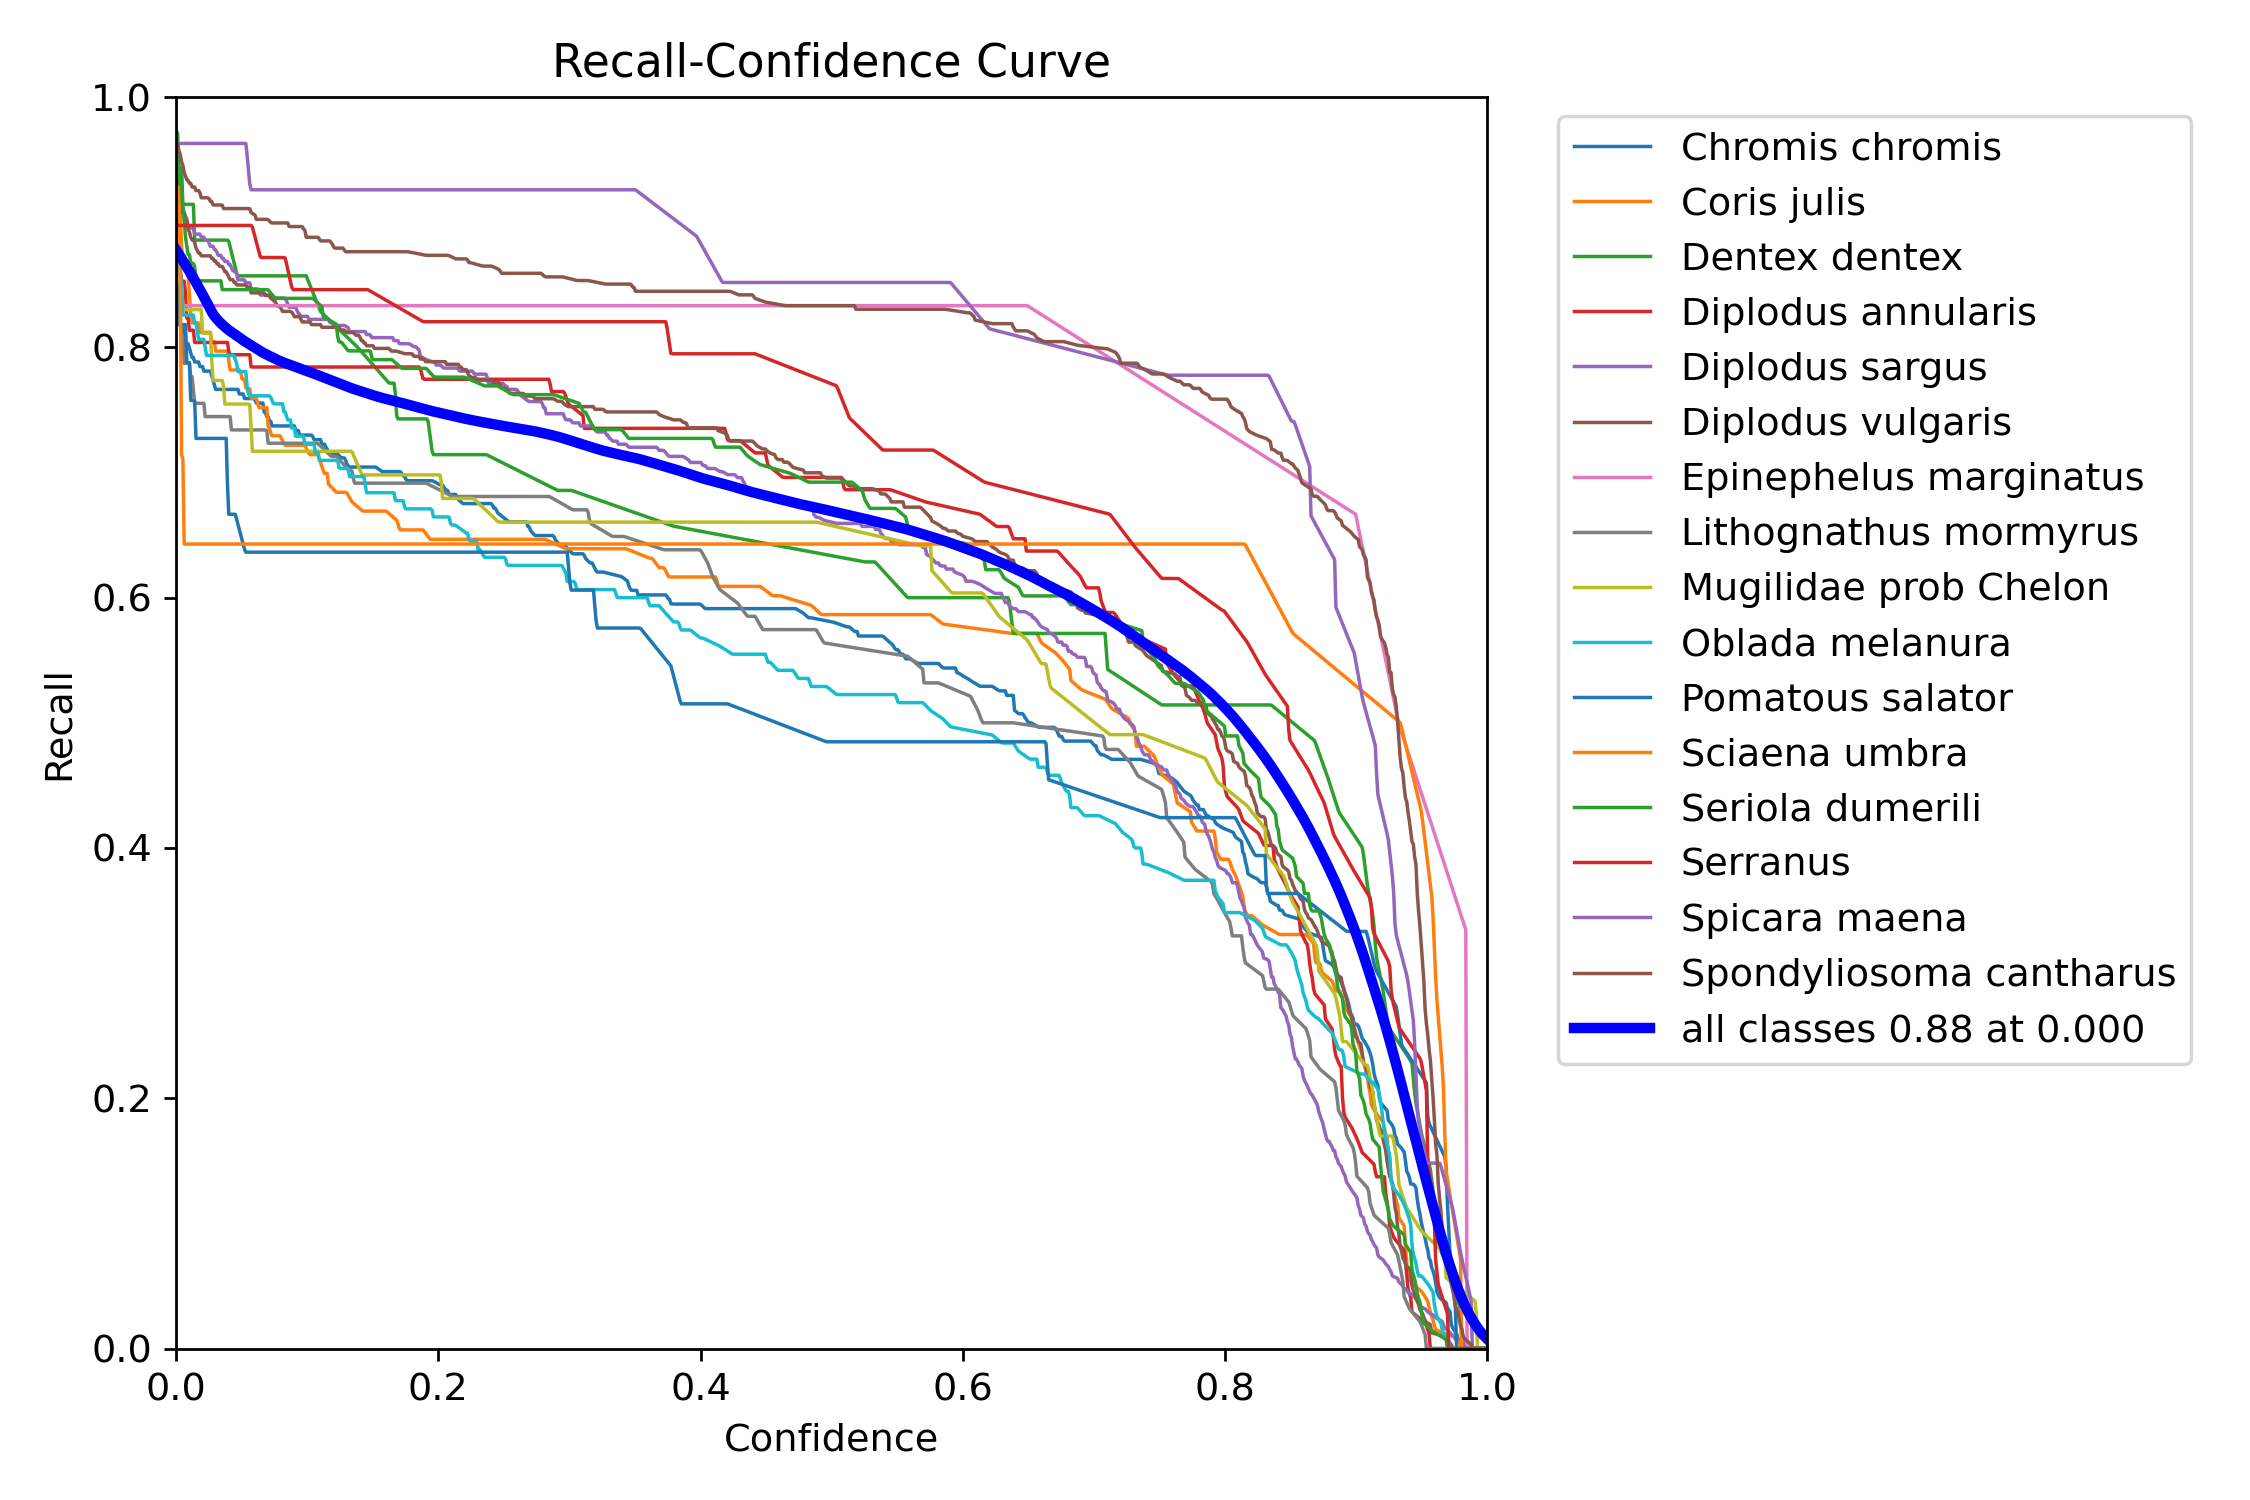 Recall-Confidence Curve
1.0
0.8
0.6
0.4
0.2
0.0
Recall
0.0 0.2 0.4 0.6 0.8 1.0
Confidence
Chromis chromis
Coris julis
Dentex dentex
Diplodus annularis
Diplodus sargus
Diplodus vulgaris
Epinephelus marginatus
Lithognathus mormyrus
Mugilidae prob Chelon
Oblada melanura
Pomatous salator
Sciaena umbra
Seriola dumerili
Serranus
Spicara maena
Spondyliosoma cantharus
all classes 0.88 at 0.000